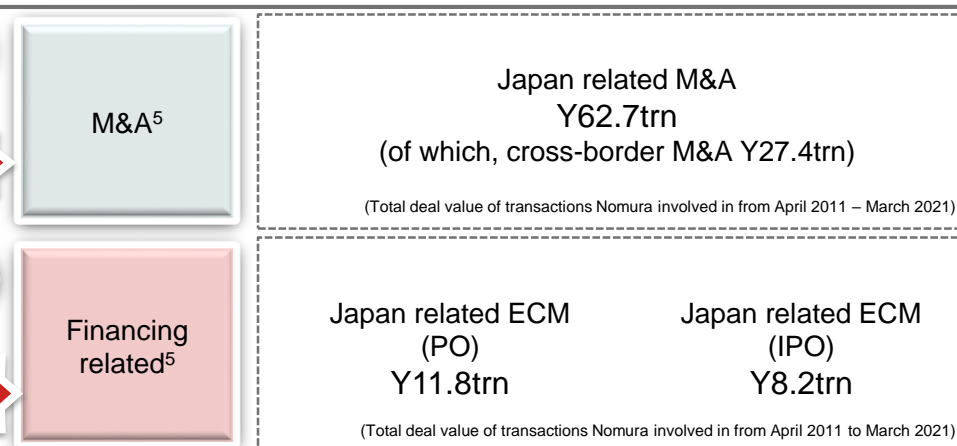 M&A⁵
Japan related M&A
Y62.7trn
(of which, cross-border M&A Y27.4trn)
(Total deal value of transactions Nomura involved in from April 2011 – March 2021)
Financing
related⁵
Japan related ECM
(PO)
Y11.8trn
Japan related ECM
(IPO)
Y8.2trn
(Total deal value of transactions Nomura involved in from April 2011 to March 2021)